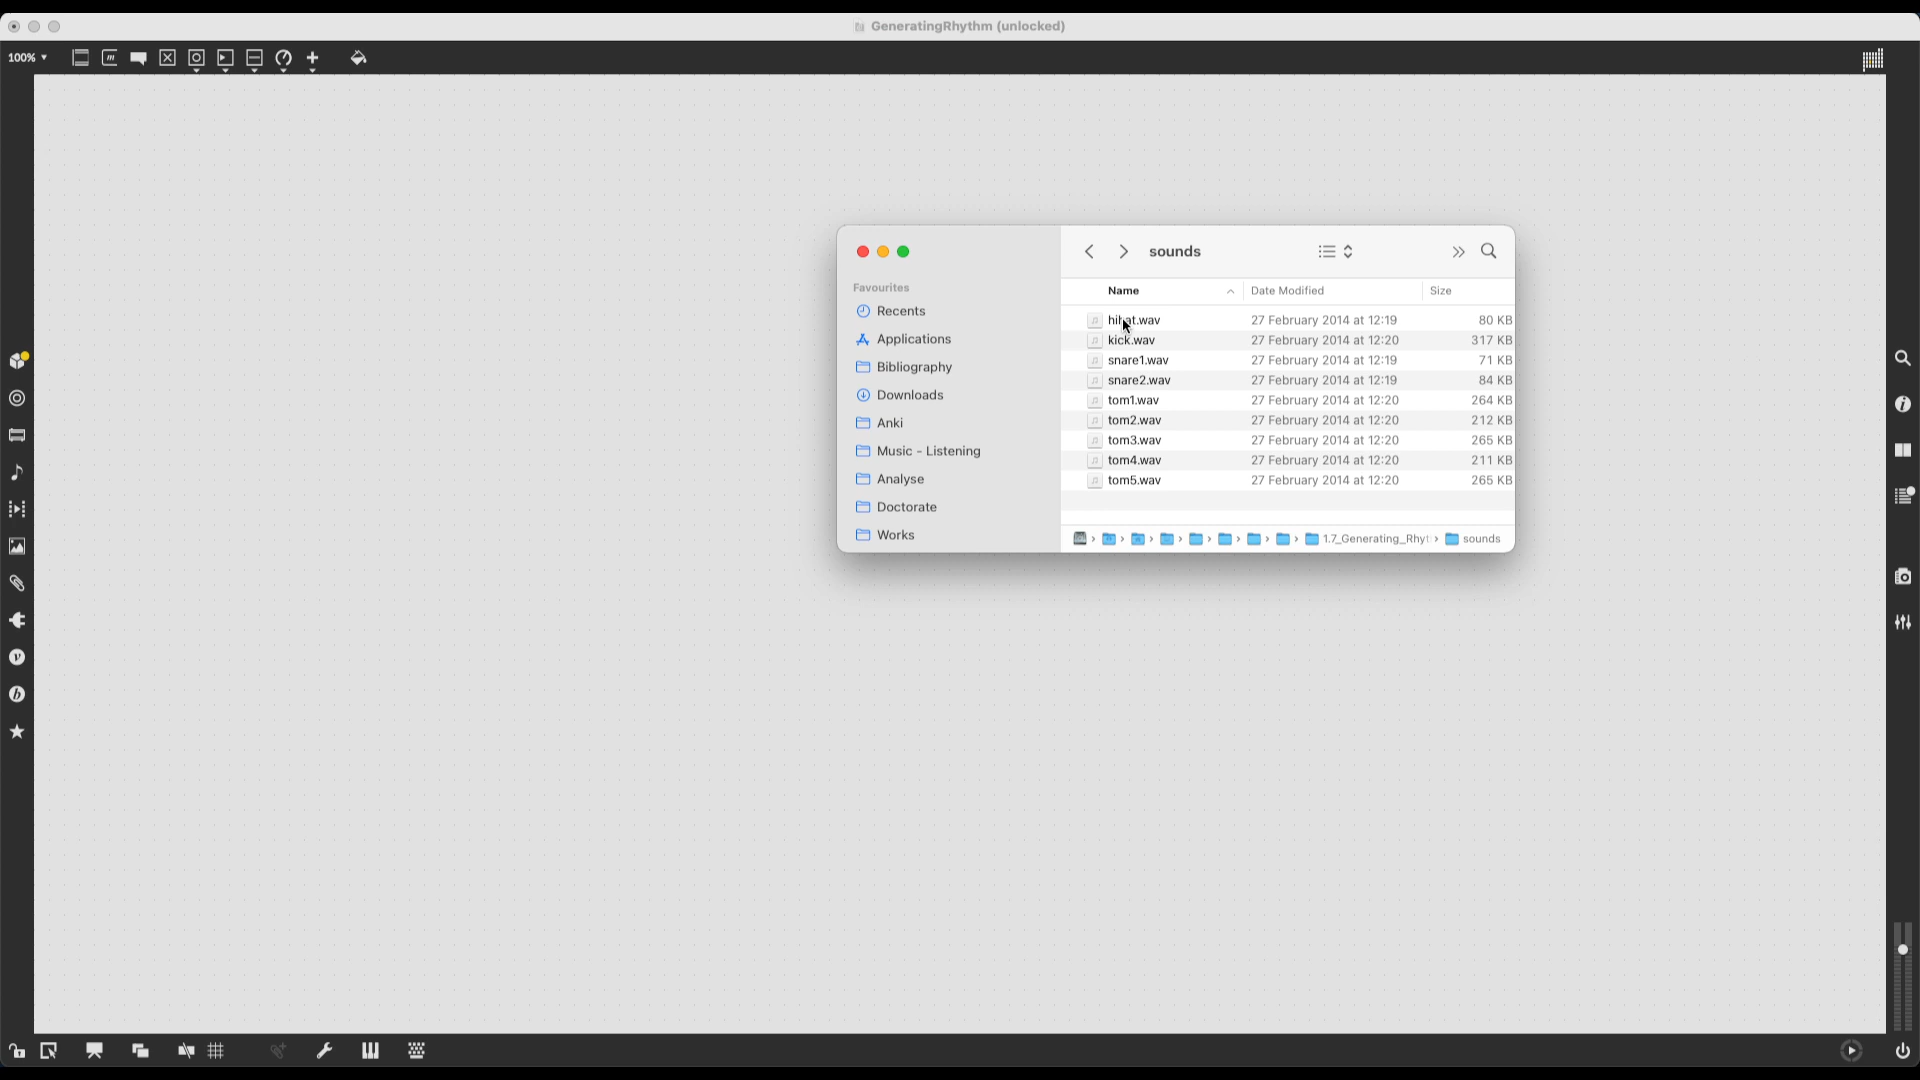 GeneratingRhythm (unlocked)
100%
sounds
Favourites
Recents
Applications
Bibliography
Downloads
Anki
Music - Listening
Analyse
Doctorate
Works
Name Date Modified Size
hihat.wav 27 February 2014 at 12:19 80 KB
kick.wav 27 February 2014 at 12:20 317 KB
snare1.wav 27 February 2014 at 12:19 71 KB
snare2.wav 27 February 2014 at 12:19 84 KB
tom1.wav 27 February 2014 at 12:20 264 KB
tom2.wav 27 February 2014 at 12:20 212 KB
tom3.wav 27 February 2014 at 12:20 265 KB
tom4.wav 27 February 2014 at 12:20 211 KB
tom5.wav 27 February 2014 at 12:20 265 KB
1.7_Generating_Rhyt › sounds